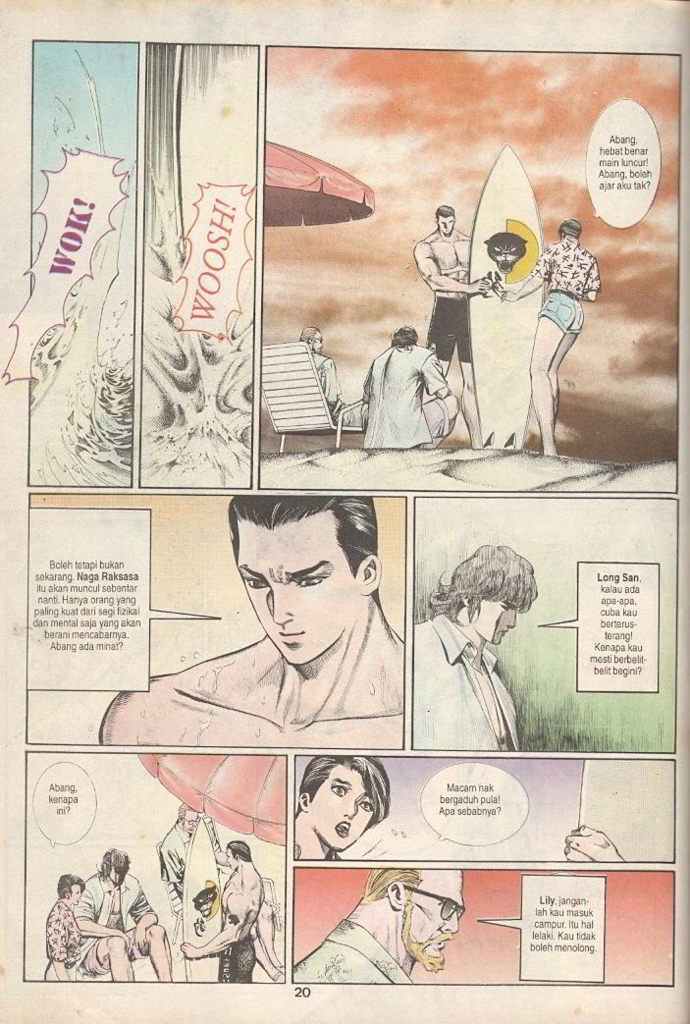 WOK!
WOOSH!
Abang,
hebat benar
main luncur!
Abang, boleh
ajar aku tak?
Boleh tetapi bukan
sekarang. Naga Raksasa
itu akan muncul sebentar
nanti. Hanya orang yang
paling kuat dari segi fizikal
dan mental saja yang akan
berani mencabarnya.
Abang ada minat?
Long San,
kalau ada
apa-apa,
cuba kau
berterus-
terang!
Kenapa kau
mesti berbelit-
belit begini?
Abang,
kenapa
ini?
Macam nak
bergaduh pula!
Apa sebabnya?
Lily, jangan-
lah kau masuk
campur. Itu hal
lelaki. Kau tidak
boleh menolong.
20